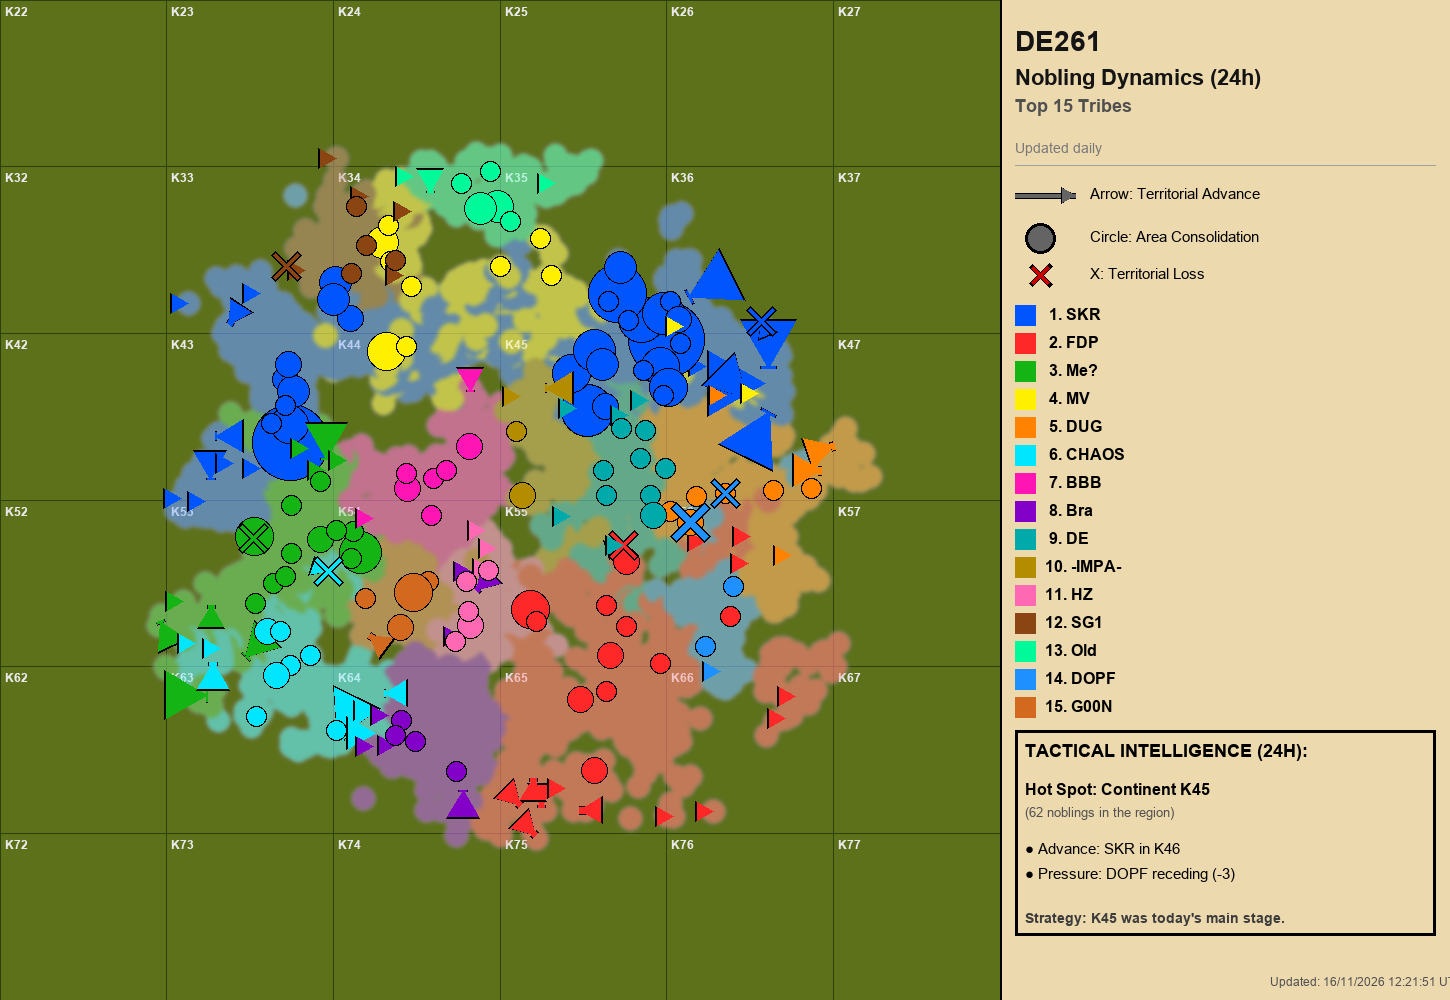 K22
K23
K24
K25
K26
K27
K32
K33
K34
K35
K36
K37
K42
K43
K44
K45
K47
K52
K53
K55
K57
K62
K63
K64
K65
K66
K67
K72
K73
K74
K75
K76
K77
DE261
Nobling Dynamics (24h)
Top 15 Tribes
Updated daily
Arrow: Territorial Advance
Circle: Area Consolidation
X: Territorial Loss
1. SKR
2. FDP
3. Me?
4. MV
5. DUG
6. CHAOS
7. BBB
8. Bra
9. DE
10. -IMPA-
11. HZ
12. SG1
13. Old
14. DOPF
15. G00N
TACTICAL INTELLIGENCE (24H):
Hot Spot: Continent K45
(62 noblings in the region)
● Advance: SKR in K46
● Pressure: DOPF receding (-3)
Strategy: K45 was today's main stage.
Updated: 16/11/2026 12:21:51